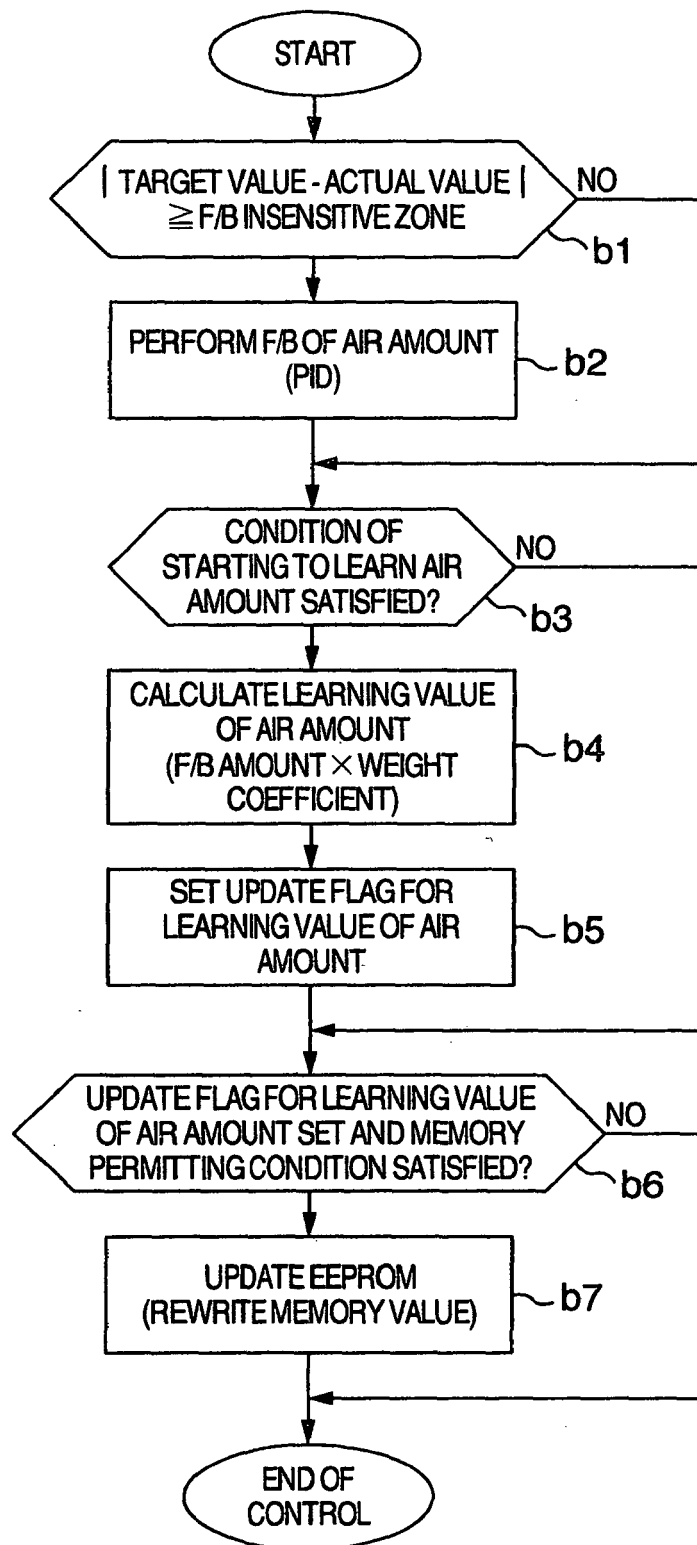 START
| TARGET VALUE - ACTUAL VALUE |
≧ F/B INSENSITIVE ZONE
NO
b1
PERFORM F/B OF AIR AMOUNT
(PID)
b2
CONDITION OF
STARTING TO LEARN AIR
AMOUNT SATISFIED?
NO
b3
CALCULATE LEARNING VALUE
OF AIR AMOUNT
(F/B AMOUNT × WEIGHT
COEFFICIENT)
b4
SET UPDATE FLAG FOR
LEARNING VALUE OF AIR
AMOUNT
b5
UPDATE FLAG FOR LEARNING VALUE
OF AIR AMOUNT SET AND MEMORY
PERMITTING CONDITION SATISFIED?
NO
b6
UPDATE EEPROM
(REWRITE MEMORY VALUE)
b7
END OF
CONTROL